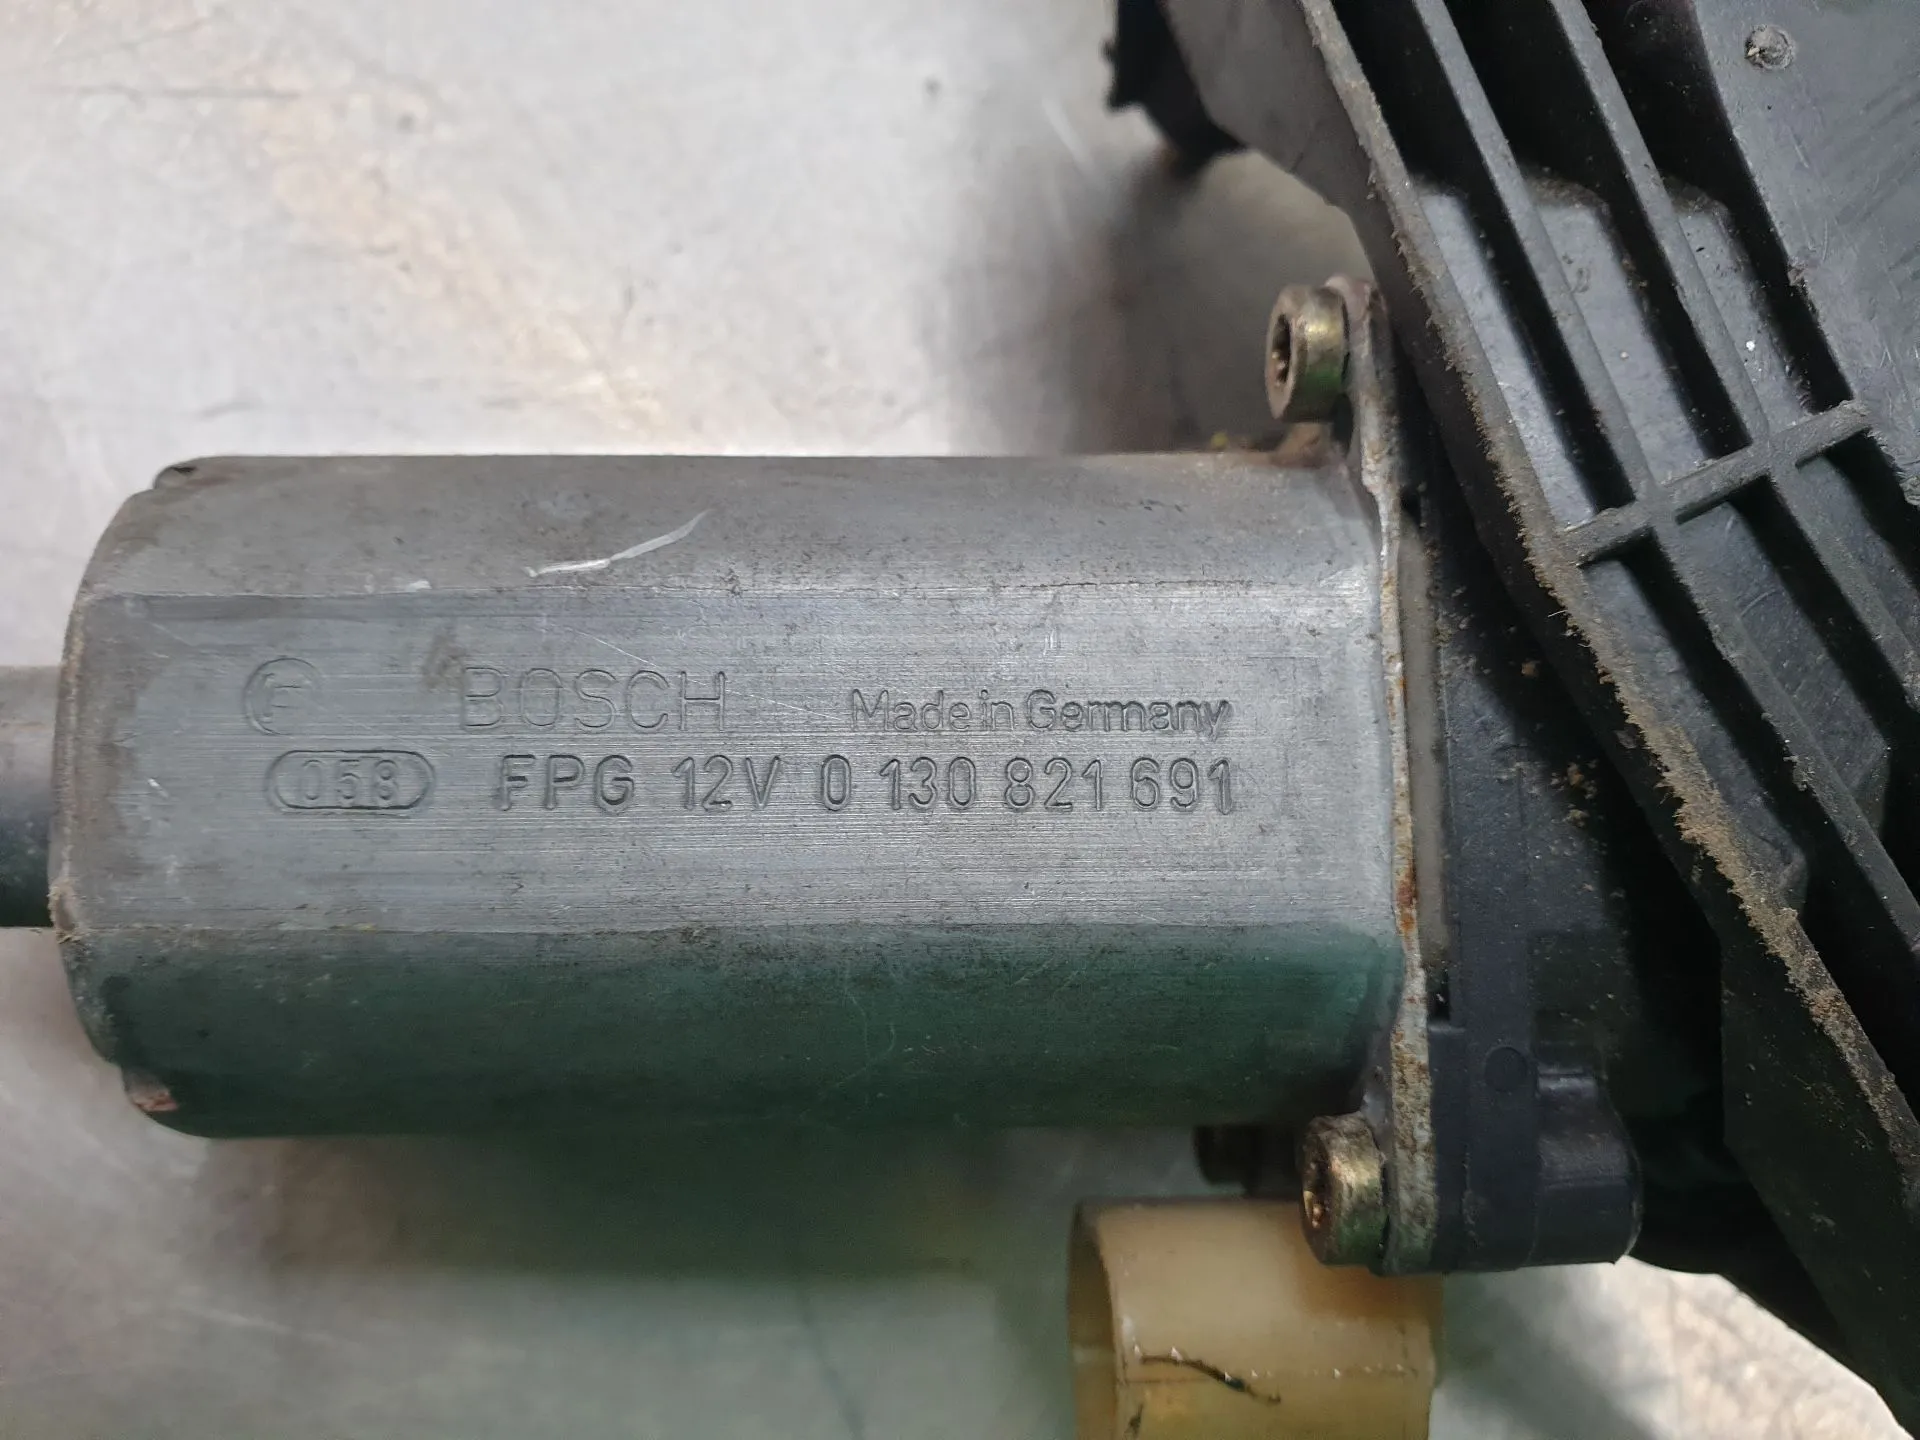 BOSCH Made in Germany
058 FPG 12V 0 130 821 691